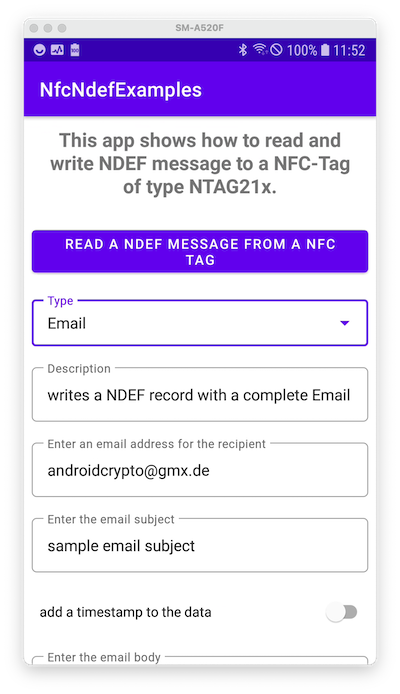 SM-A520F
100% 11:52
NfcNdefExamples
This app shows how to read and
write NDEF message to a NFC-Tag
of type NTAG21x.
READ A NDEF MESSAGE FROM A NFC
TAG
Type
Email
Description
writes a NDEF record with a complete Email
Enter an email address for the recipient
androidcrypto@gmx.de
Enter the email subject
sample email subject
add a timestamp to the data
Enter the email body